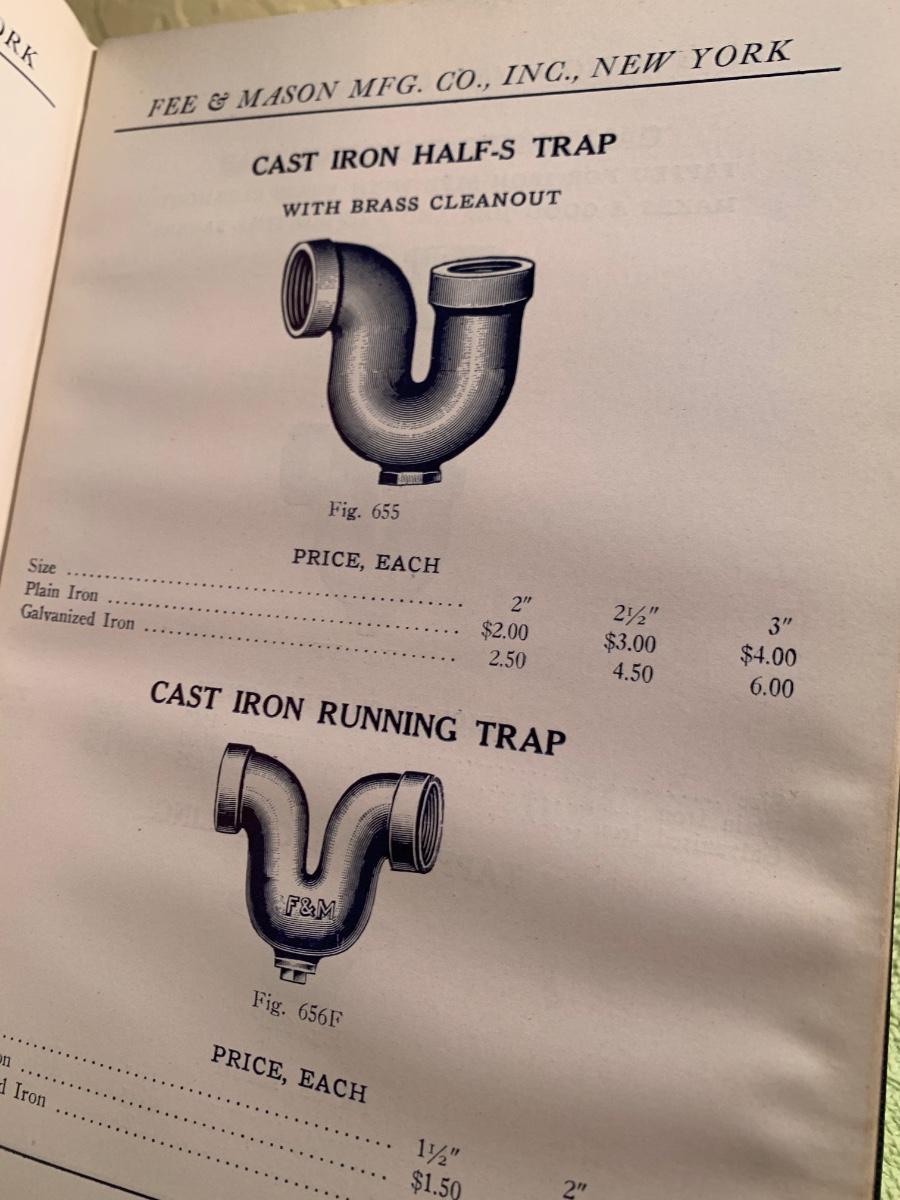 ORK
FEE & MASON MFG. CO., INC., NEW YORK
CAST IRON HALF-S TRAP
WITH BRASS CLEANOUT
Fig. 655
PRICE, EACH
Size .......... 2" 2½" 3"
Plain Iron .......... $2.00 $3.00 $4.00
Galvanized Iron .......... 2.50 4.50 6.00
CAST IRON RUNNING TRAP
F&M
Fig. 656F
PRICE, EACH
.......... 1½" 2"
on .......... $1.50
d Iron ..........